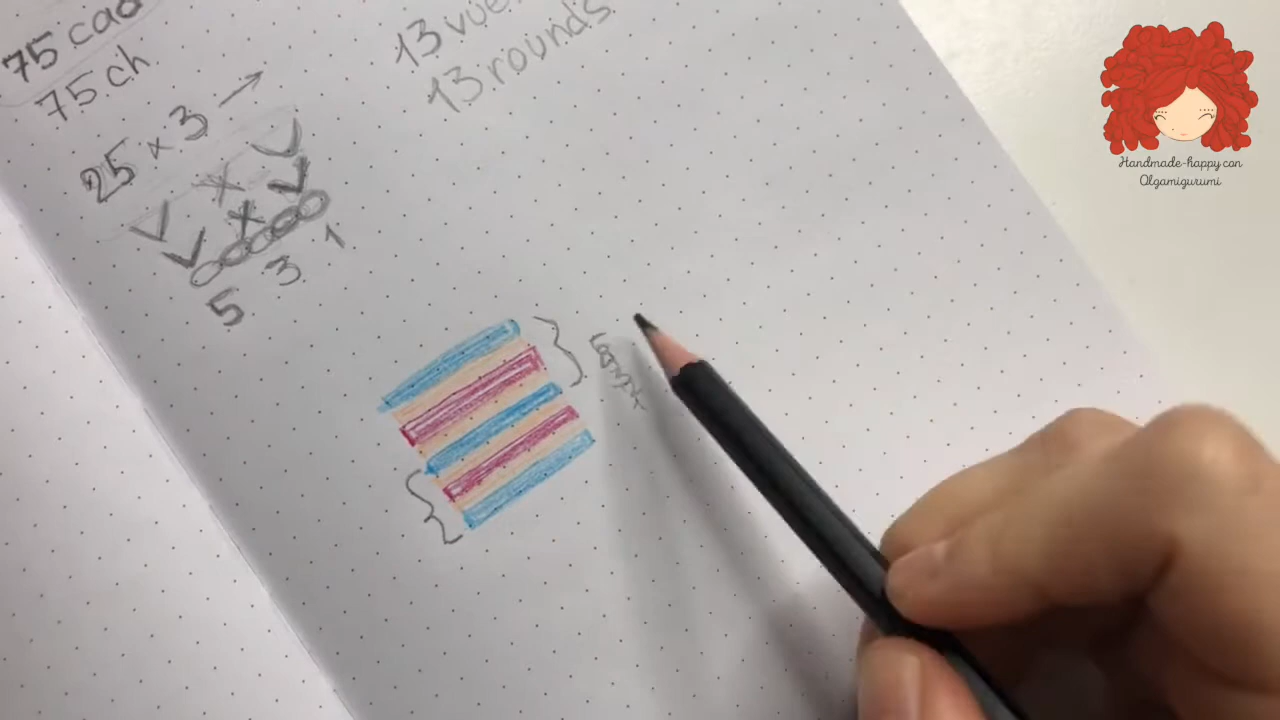 75 cad
75 ch
25 x 3 →
5 3 1
13 vue
13 rounds
Handmade-happy con
Olgamigurumi